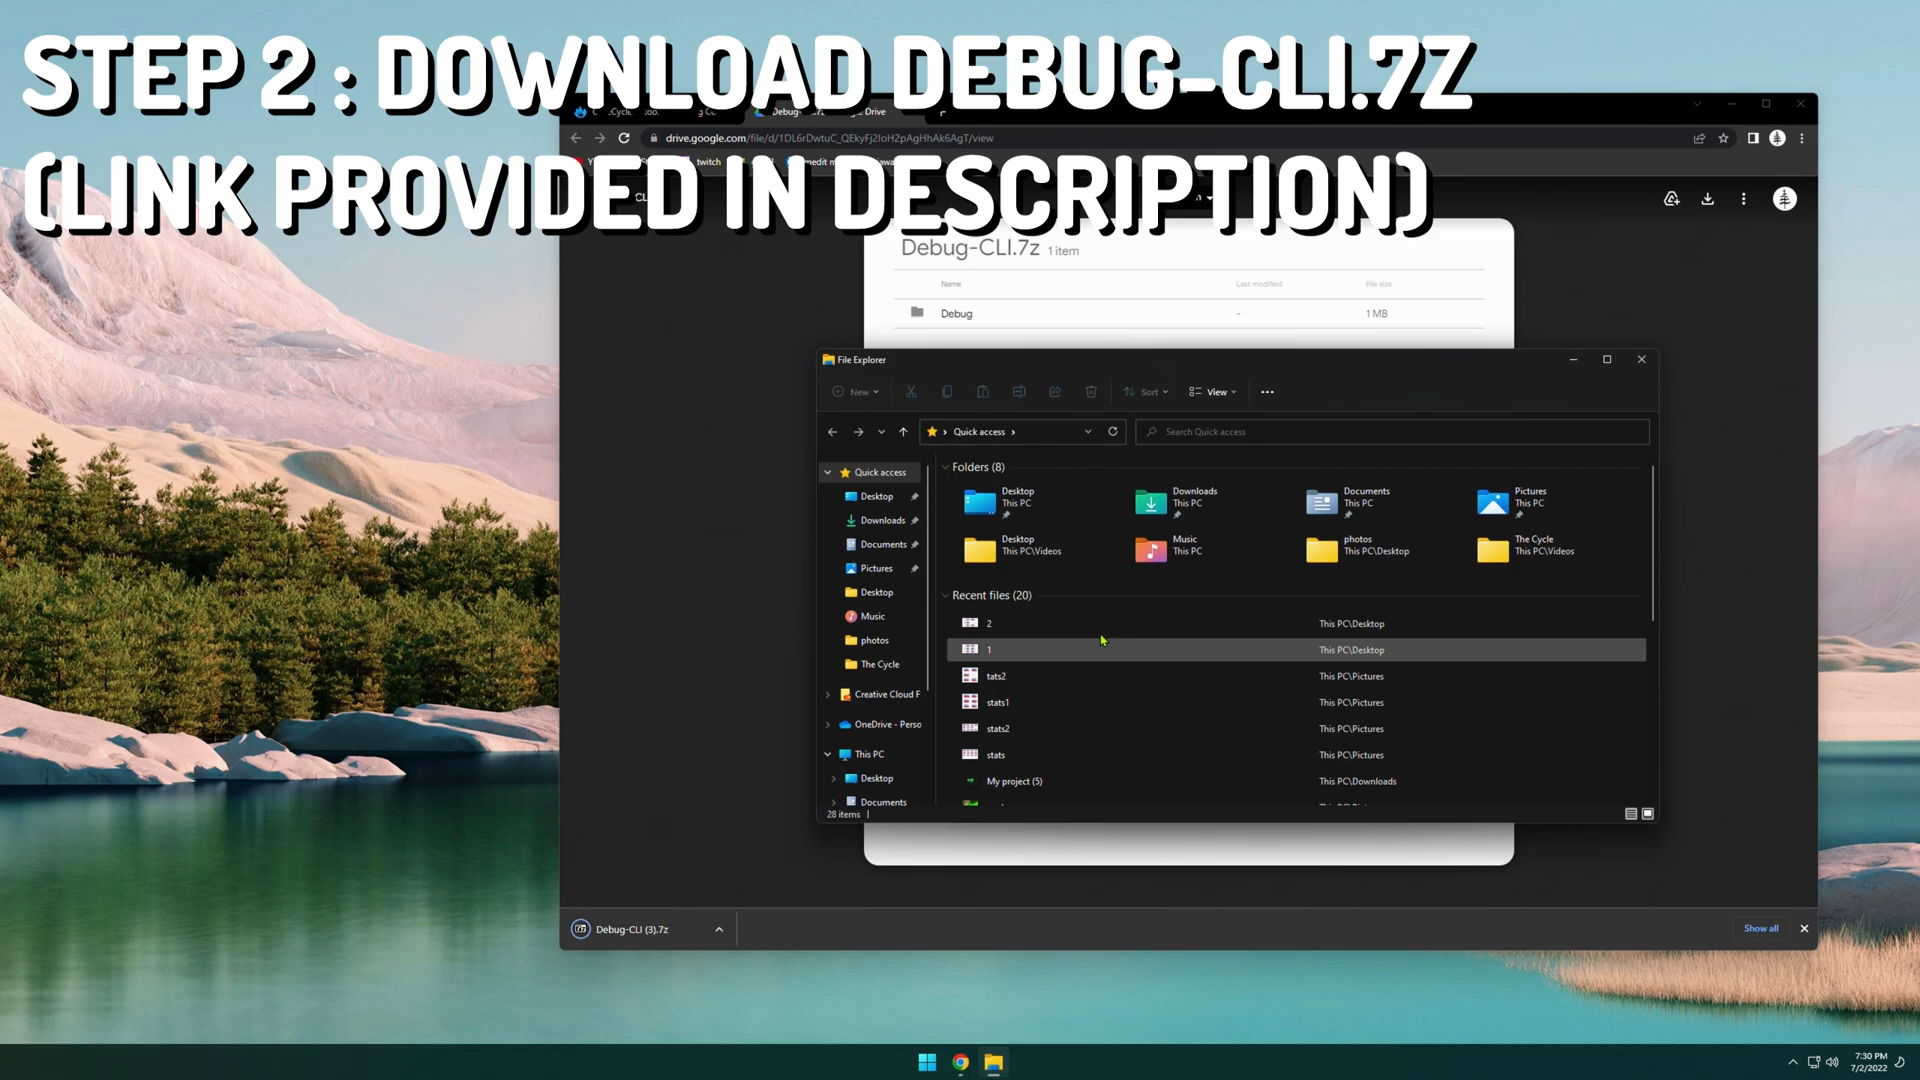 STEP 2 : DOWNLOAD DEBUG-CLI.7Z
(LINK PROVIDED IN DESCRIPTION)
Drive
drive.google.com/file/d/1DL6rDwtuC_QEkyFj2IoH2pAgHhAk6AgT/view
twitch
Debug-CLI.7z 1 item
Name Last modified File size
Debug - 1 MB
File Explorer
New Sort View
Quick access
Search Quick access
Quick access
Desktop
Downloads
Documents
Pictures
Desktop
Music
photos
The Cycle
Creative Cloud F
OneDrive - Perso
This PC
Desktop
Documents
Folders (8)
Desktop
This PC
Downloads
This PC
Documents
This PC
Pictures
This PC
Desktop
This PC\Videos
Music
This PC
photos
This PC\Desktop
The Cycle
This PC\Videos
Recent files (20)
2 This PC\Desktop
1 This PC\Desktop
tats2 This PC\Pictures
stats1 This PC\Pictures
stats2 This PC\Pictures
stats This PC\Pictures
My project (5) This PC\Downloads
28 items
Debug-CLI (3).7z
Show all
7:30 PM
7/2/2022